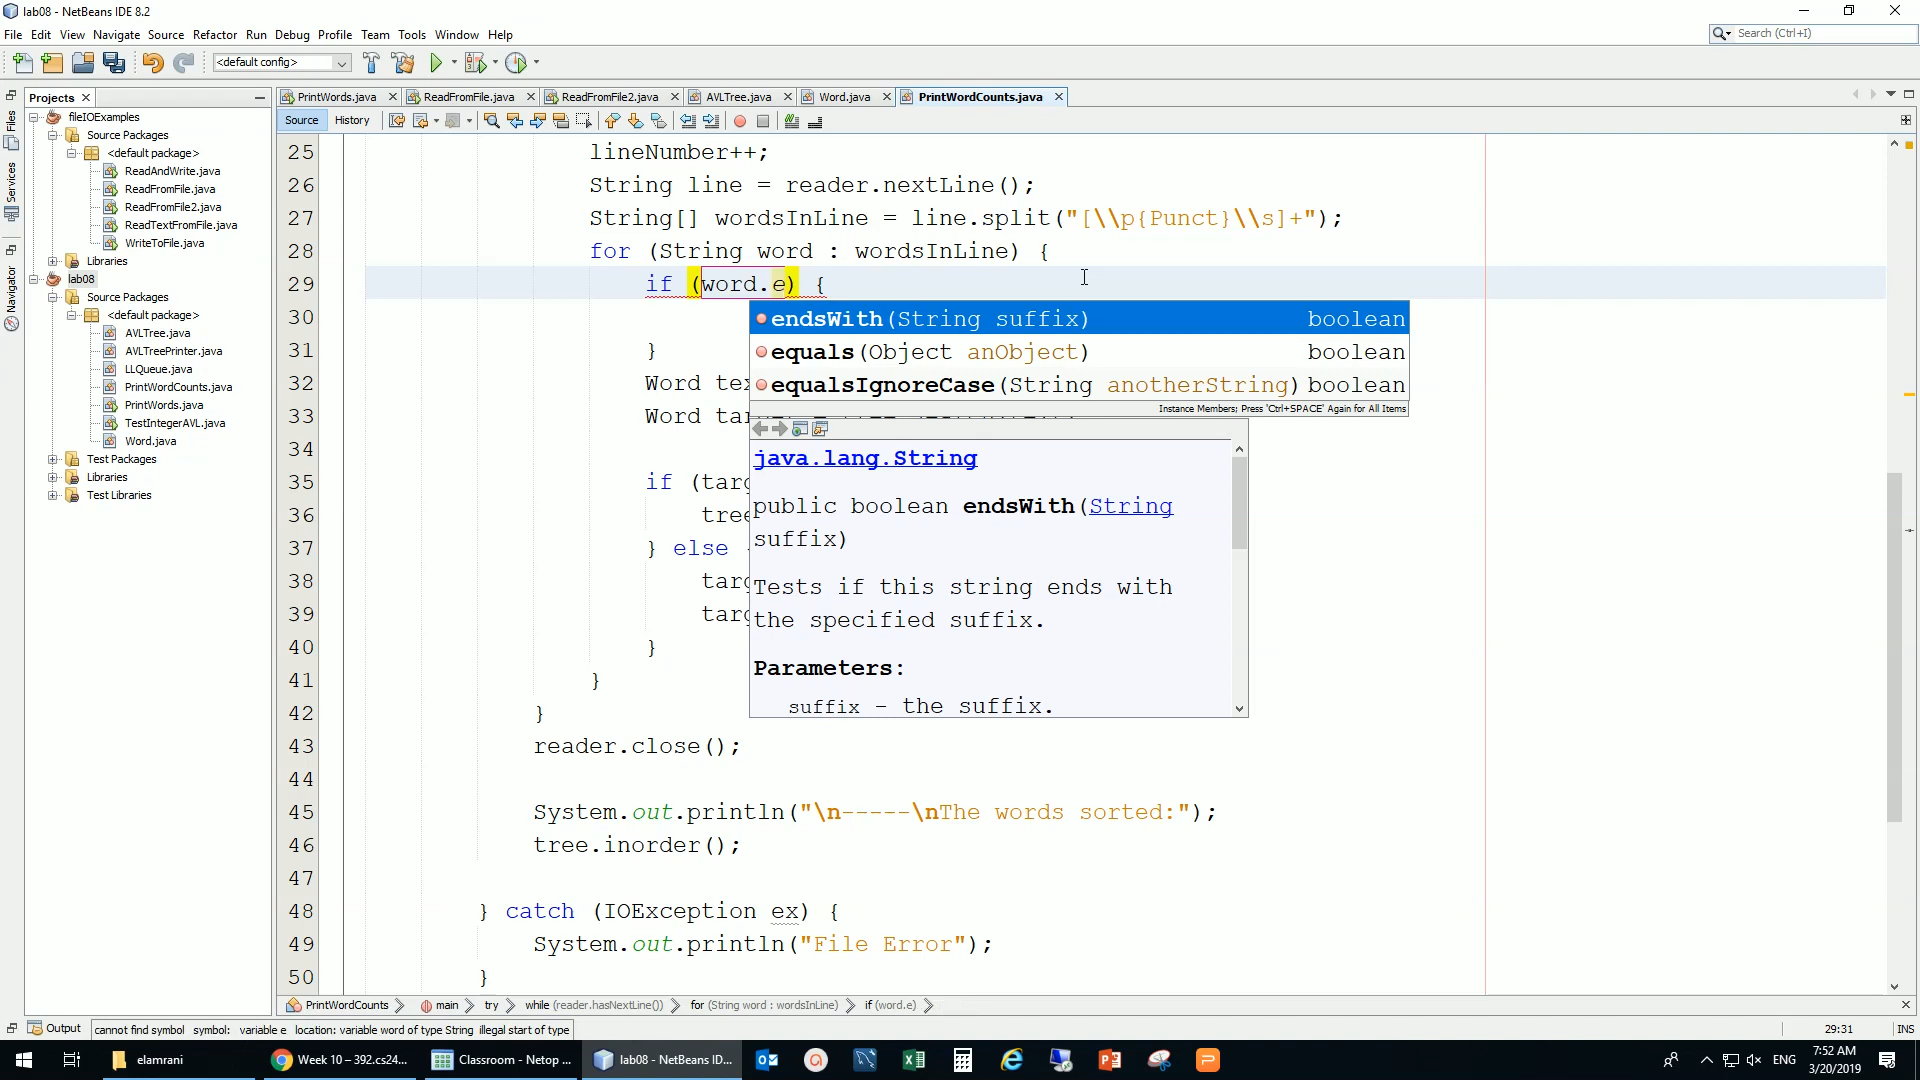 lab08 - NetBeans IDE 8.2
File Edit View Navigate Source Refactor Run Debug Profile Team Tools Window Help
Search (Ctrl+I)
<default config>
Projects
PrintWords.java ReadFromFile.java ReadFromFile2.java AVLTree.java Word.java PrintWordCounts.java
Source History
Files
Services
Navigator
fileIOExamples
Source Packages
<default package>
ReadAndWrite.java
ReadFromFile.java
ReadFromFile2.java
ReadTextFromFile.java
WriteToFile.java
Libraries
lab08
Source Packages
<default package>
AVLTree.java
AVLTreePrinter.java
LLQueue.java
PrintWordCounts.java
PrintWords.java
TestIntegerAVL.java
Word.java
Test Packages
Libraries
Test Libraries
25 lineNumber++;
26 String line = reader.nextLine();
27 String[] wordsInLine = line.split("[\\p{Punct}\\s]+");
28 for (String word : wordsInLine) {
29 if (word.e) {
30
31 }
32 Word tex
33 Word tar
34
35 if (targ
36 tree
37 } else
38 targ
39 targ
40 }
41 }
42 }
43 reader.close();
44
45 System.out.println("\n-----\nThe words sorted:");
46 tree.inorder();
47
48 } catch (IOException ex) {
49 System.out.println("File Error");
50 }
endsWith(String suffix) boolean
equals(Object anObject) boolean
equalsIgnoreCase(String anotherString) boolean
Instance Members; Press 'Ctrl+SPACE' Again for All Items
java.lang.String
public boolean endsWith(String
suffix)
Tests if this string ends with
the specified suffix.
Parameters:
suffix - the suffix.
PrintWordCounts main try while (reader.hasNextLine()) for (String word : wordsInLine) if (word.e)
Output cannot find symbol symbol: variable e location: variable word of type String illegal start of type
29:31 INS
elamrani
Week 10 – 392.cs24...
Classroom - Netop ...
lab08 - NetBeans ID...
ENG
7:52 AM
3/20/2019